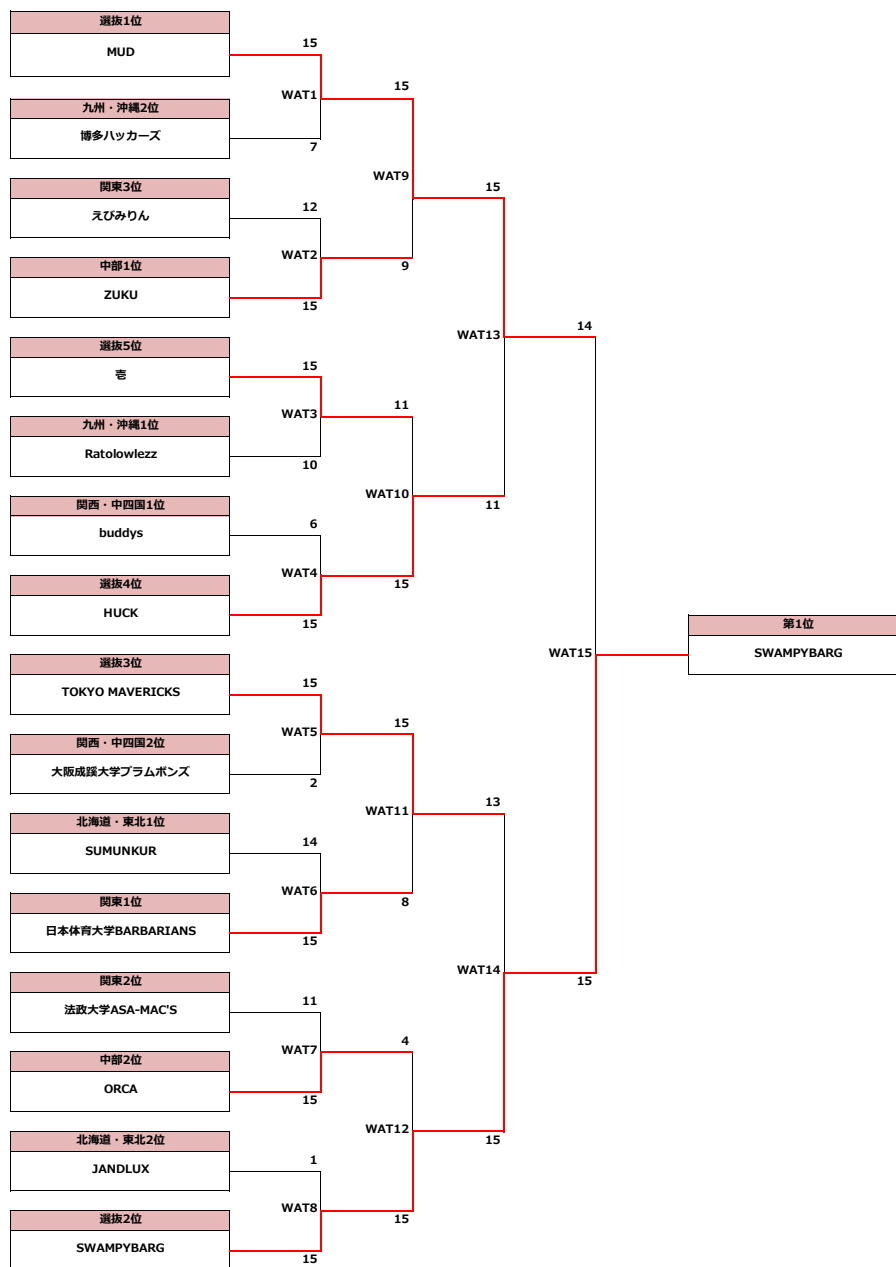 選抜1位
MUD
15
WAT1
15
九州・沖縄2位
博多ハッカーズ
7
WAT9
15
関東3位
えびみりん
12
WAT2
9
中部1位
ZUKU
15
WAT13
14
選抜5位
壱
15
WAT3
11
九州・沖縄1位
Ratolowlezz
10
WAT10
11
関西・中四国1位
buddys
6
WAT4
15
選抜4位
HUCK
15
WAT15
第1位
SWAMPYBARG
選抜3位
TOKYO MAVERICKS
15
WAT5
15
関西・中四国2位
大阪成蹊大学プラムボンズ
2
WAT11
13
北海道・東北1位
SUMUNKUR
14
WAT6
8
関東1位
日本体育大学BARBARIANS
15
WAT14
15
関東2位
法政大学ASA-MAC'S
11
WAT7
4
中部2位
ORCA
15
WAT12
15
北海道・東北2位
JANDLUX
1
WAT8
15
選抜2位
SWAMPYBARG
15